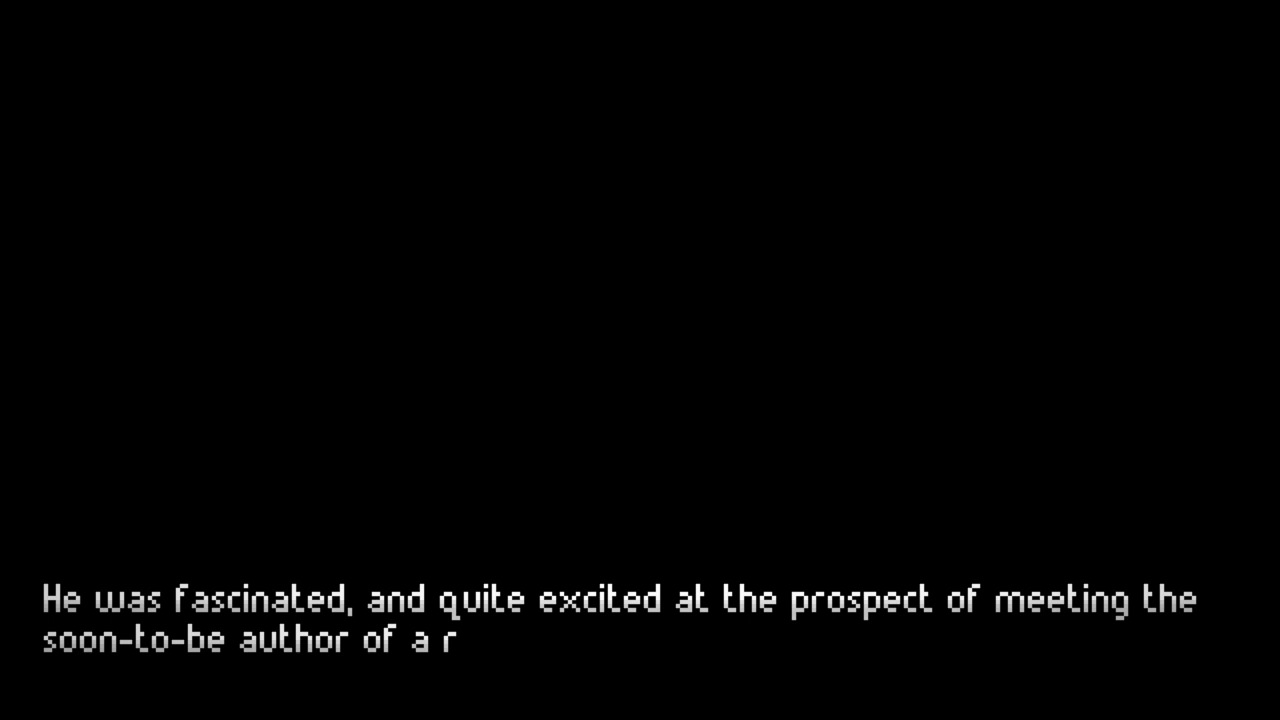 He was fascinated, and quite excited at the prospect of meeting the
soon-to-be author of a r